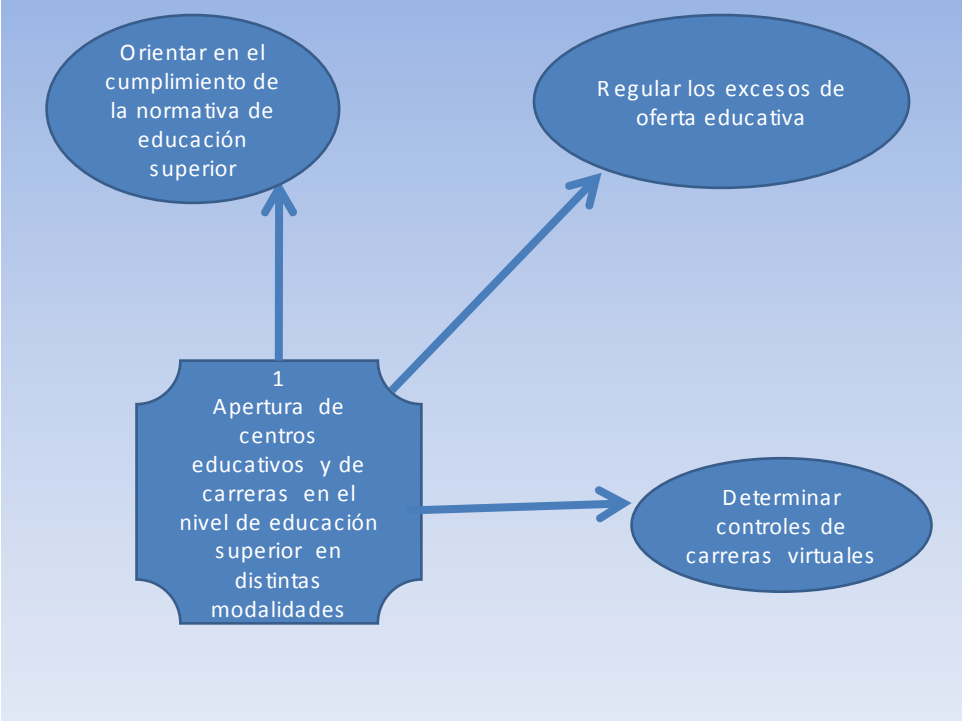 Orientar en el
cumplimiento de
la normativa de
educación
superior
Regular los excesos de
oferta educativa
1
Apertura de
centros
educativos y de
carreras en el
nivel de educación
superior en
distintas
modalidades
Determinar
controles de
carreras virtuales